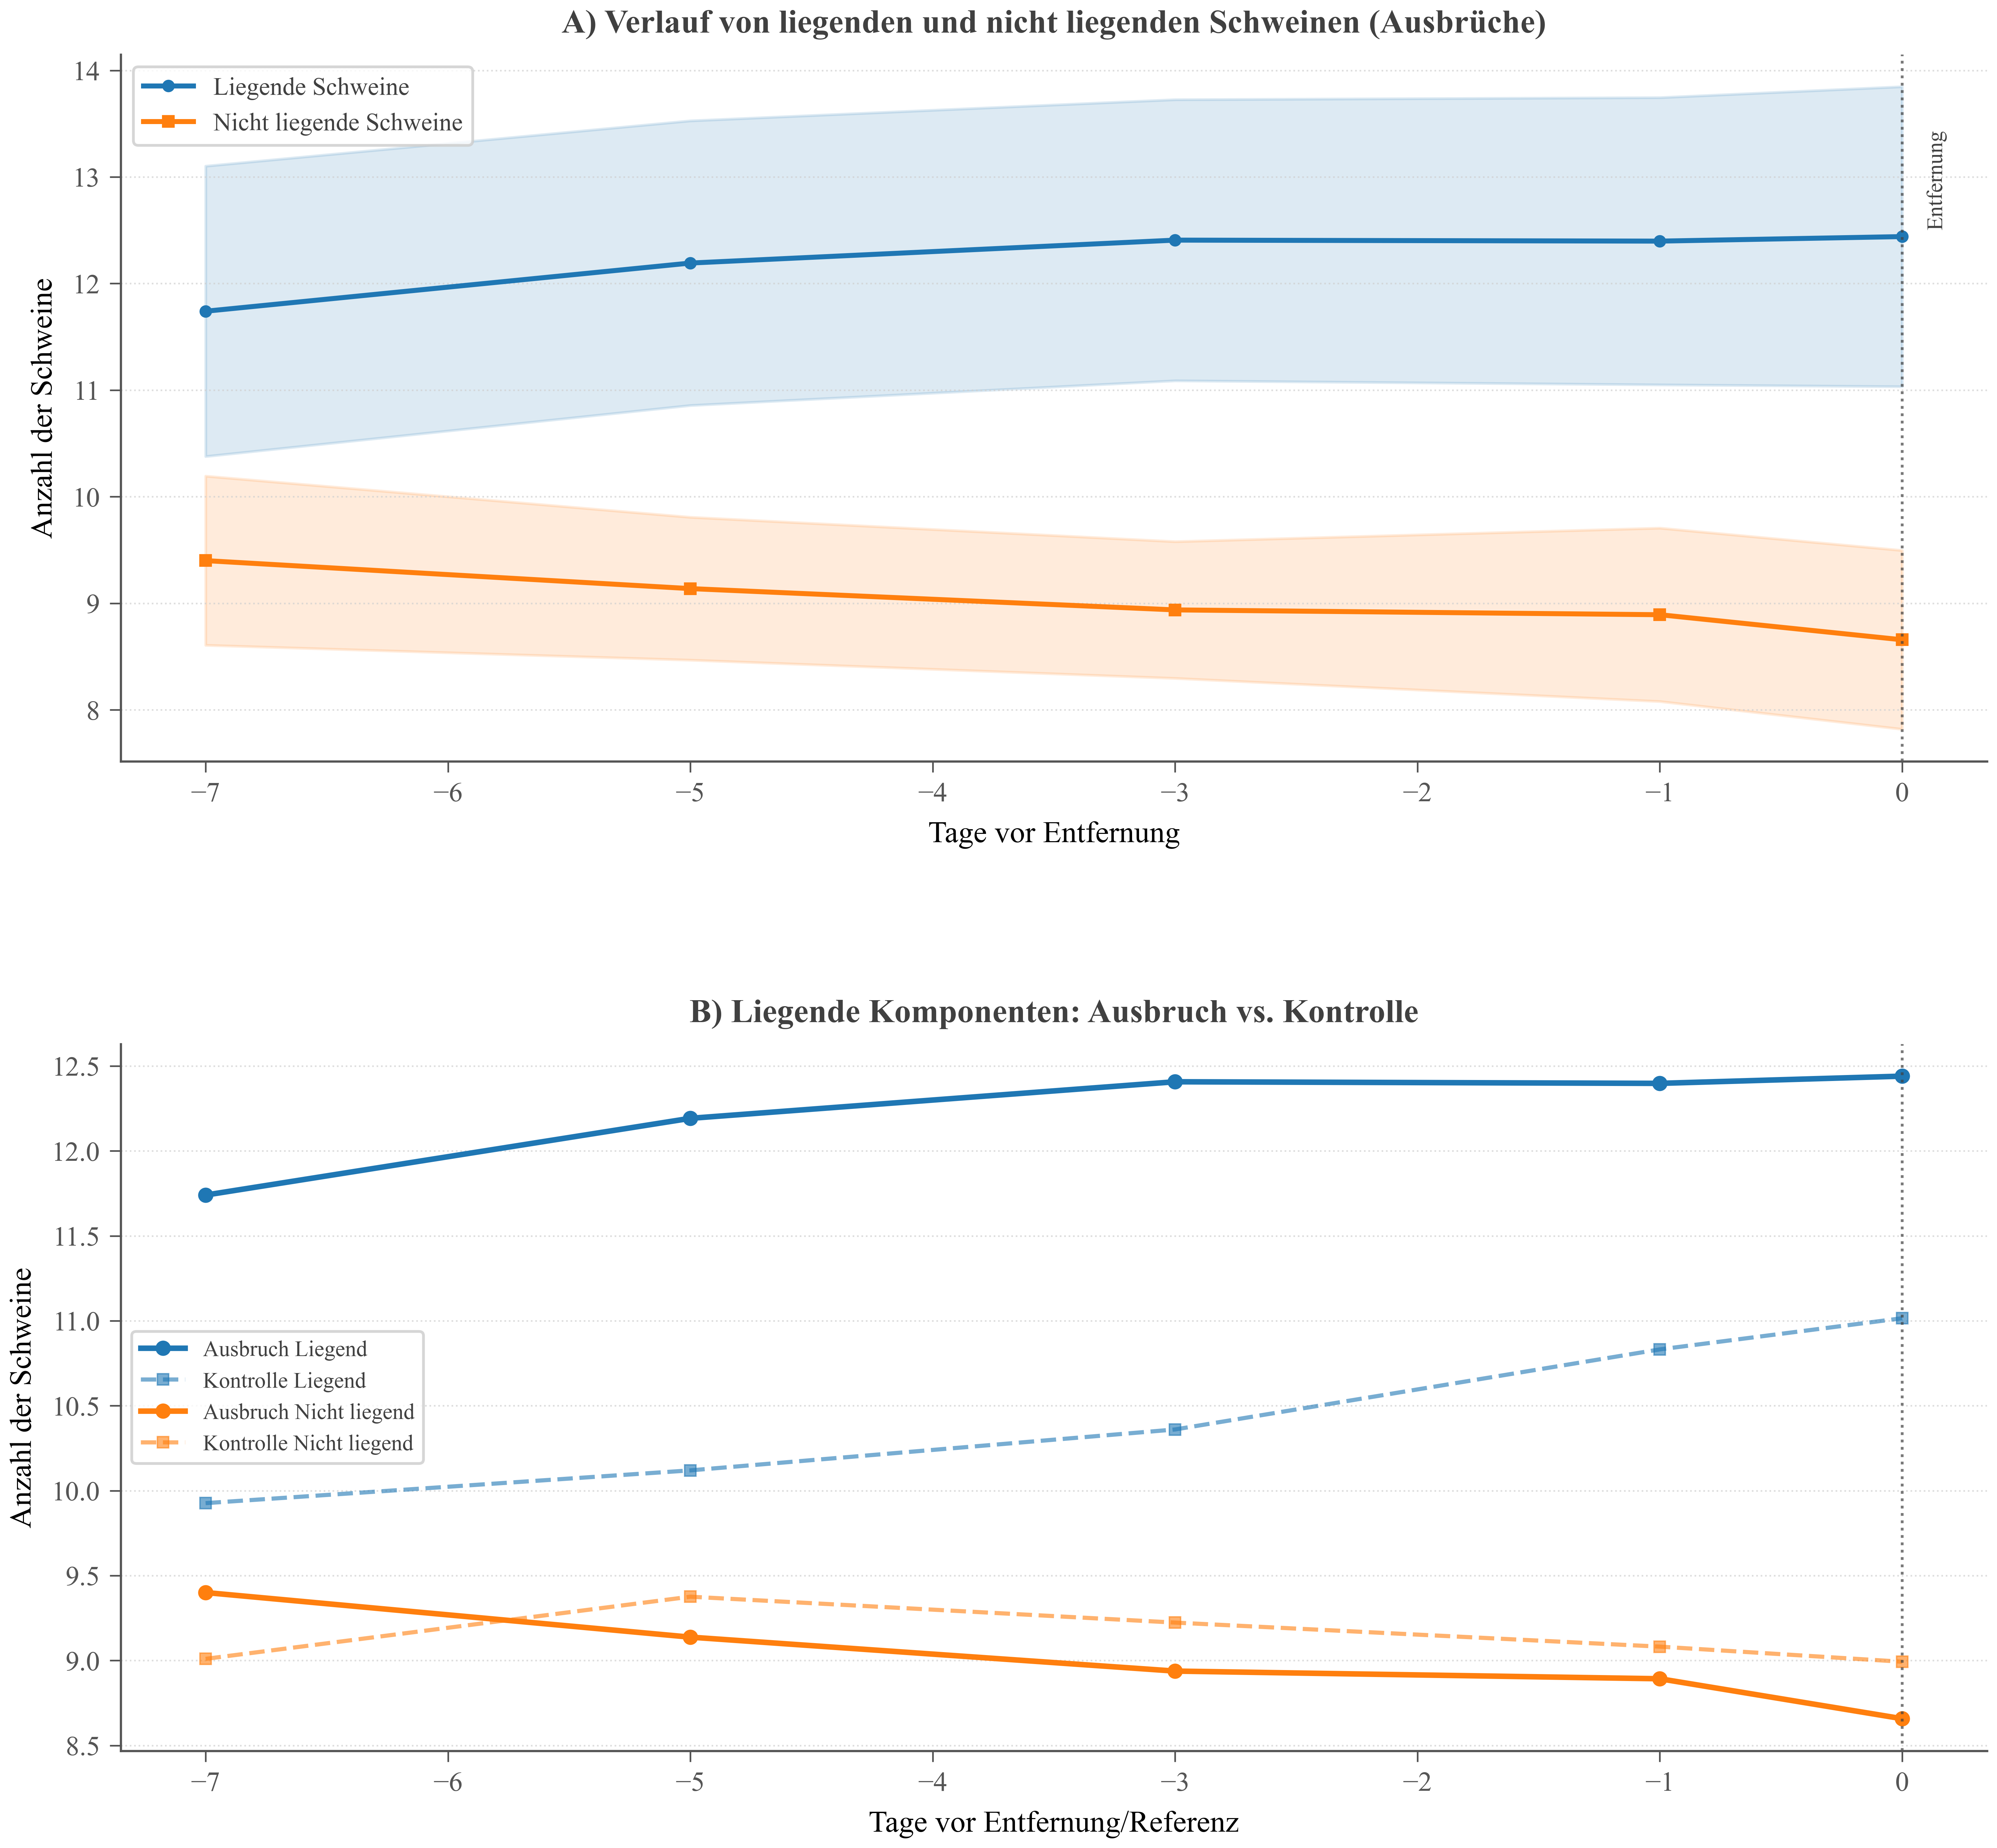 A) Verlauf von liegenden und nicht liegenden Schweinen (Ausbrüche)
Liegende Schweine
Nicht liegende Schweine
Entfernung
Anzahl der Schweine
14
13
12
11
10
9
8
−7 −6 −5 −4 −3 −2 −1 0
Tage vor Entfernung
B) Liegende Komponenten: Ausbruch vs. Kontrolle
Anzahl der Schweine
12.5
12.0
11.5
11.0
10.5
10.0
9.5
9.0
8.5
Ausbruch Liegend
Kontrolle Liegend
Ausbruch Nicht liegend
Kontrolle Nicht liegend
−7 −6 −5 −4 −3 −2 −1 0
Tage vor Entfernung/Referenz